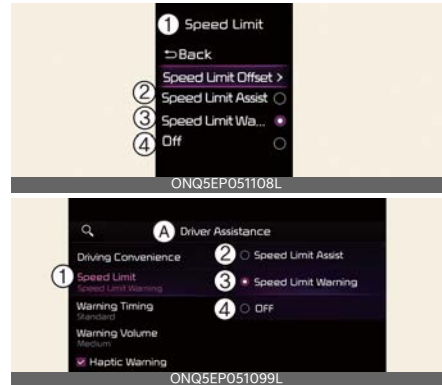 ① Speed Limit
⮌Back
Speed Limit Offset >
② Speed Limit Assist
③ Speed Limit Wa...
④ Off
ONQ5EP051108L
Ⓐ Driver Assistance
Driving Convenience
① Speed Limit
Speed Limit Warning
② Speed Limit Assist
③ Speed Limit Warning
④ OFF
Warning Timing
Standard
Warning Volume
Medium
Haptic Warning
ONQ5EP051099L